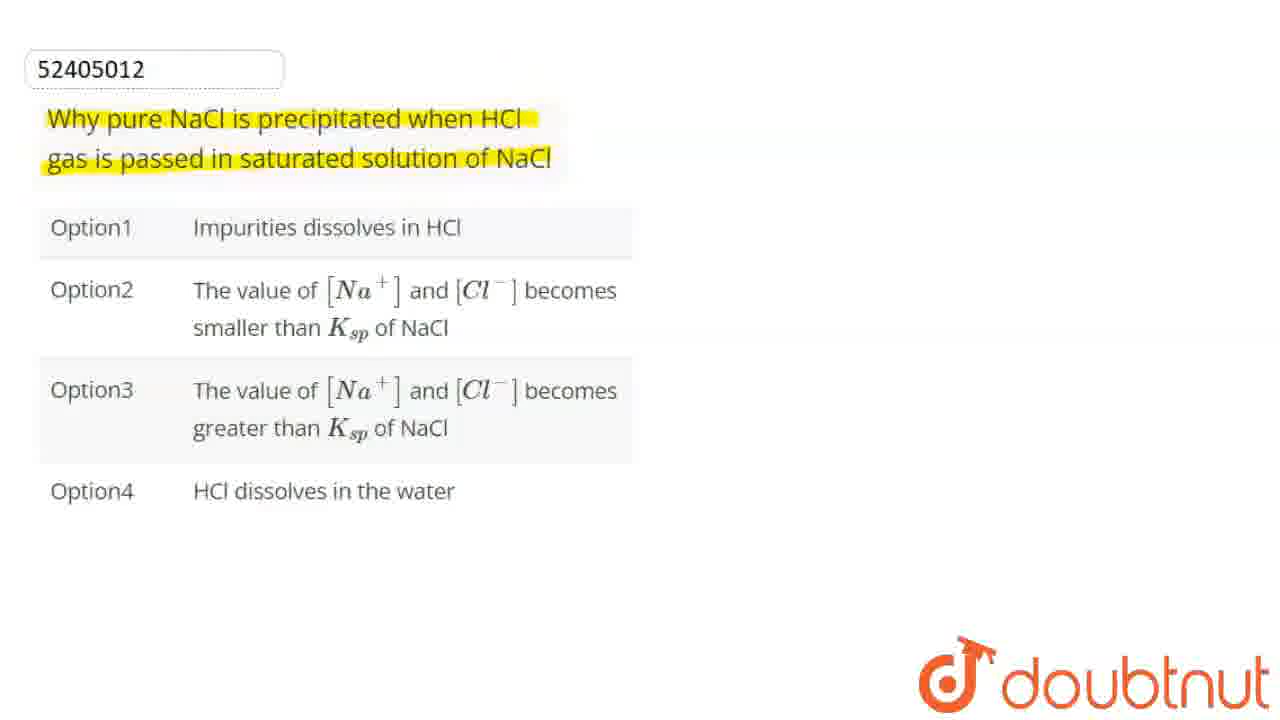 52405012
Why pure NaCl is precipitated when HCl
gas is passed in saturated solution of NaCl
Option1 Impurities dissolves in HCl
Option2 The value of [Na⁺] and [Cl⁻] becomes
smaller than Kₛₚ of NaCl
Option3 The value of [Na⁺] and [Cl⁻] becomes
greater than Kₛₚ of NaCl
Option4 HCl dissolves in the water
doubtnut